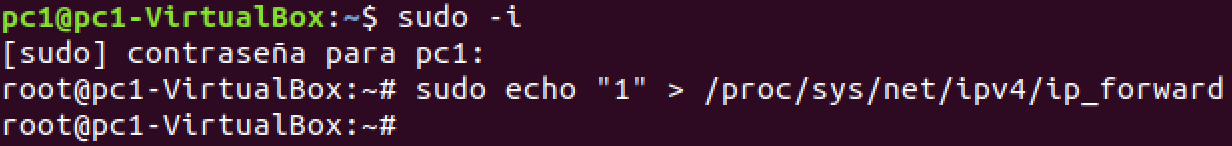 pc1@pc1-VirtualBox:~$ sudo -i
[sudo] contraseña para pc1:
root@pc1-VirtualBox:~# sudo echo "1" > /proc/sys/net/ipv4/ip_forward
root@pc1-VirtualBox:~#